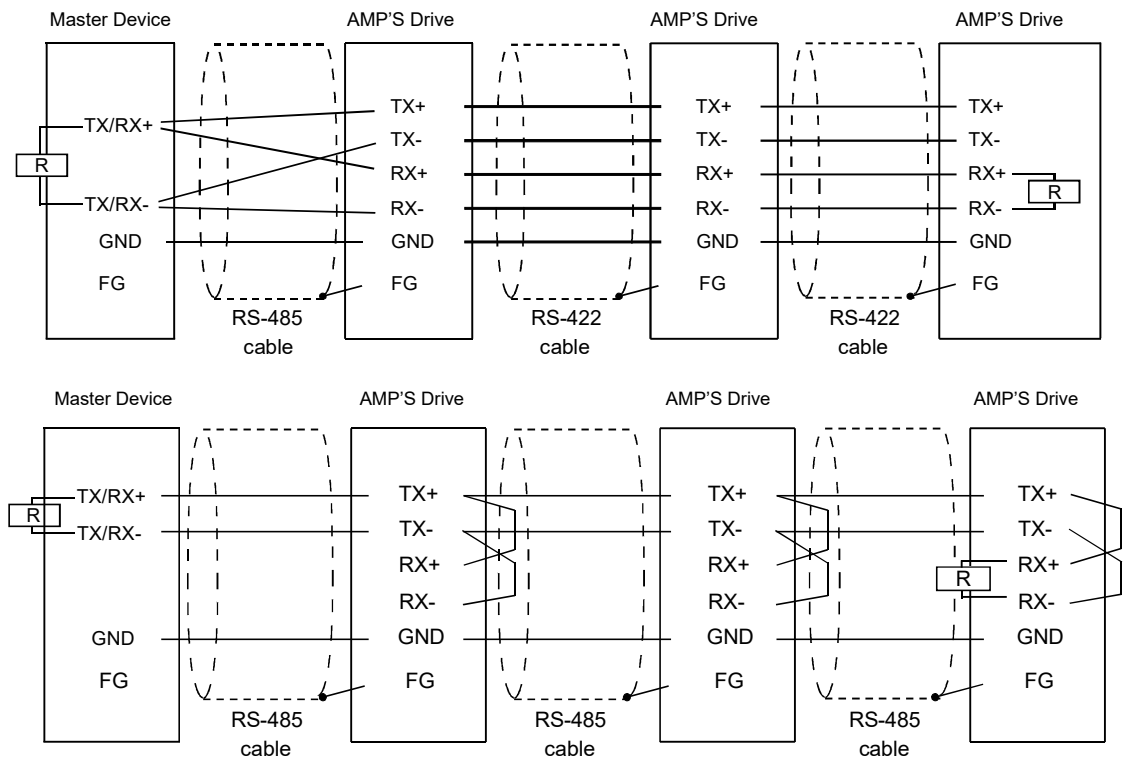 Master Device AMP'S Drive AMP'S Drive AMP'S Drive
TX+ TX+ TX+
TX/RX+
TX- TX- TX-
R
RX+ RX+ RX+
R
TX/RX- RX- RX- RX-
GND GND GND GND
FG FG FG FG
RS-485 RS-422 RS-422
cable cable cable
Master Device AMP'S Drive AMP'S Drive AMP'S Drive
TX/RX+ TX+ TX+ TX+
R
TX/RX- TX- TX- TX-
RX+ RX+ RX+
R
RX- RX- RX-
GND GND GND GND
FG FG FG FG
RS-485 RS-485 RS-485
cable cable cable